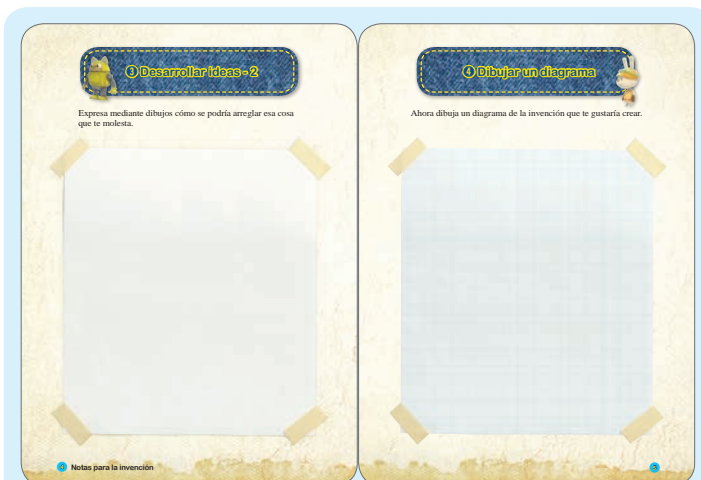 ③ Desarrollar ideas - 2
Expresa mediante dibujos cómo se podría arreglar esa cosa
que te molesta.
4 Notas para la invención
④ Dibujar un diagrama
Ahora dibuja un diagrama de la invención que te gustaría crear.
5